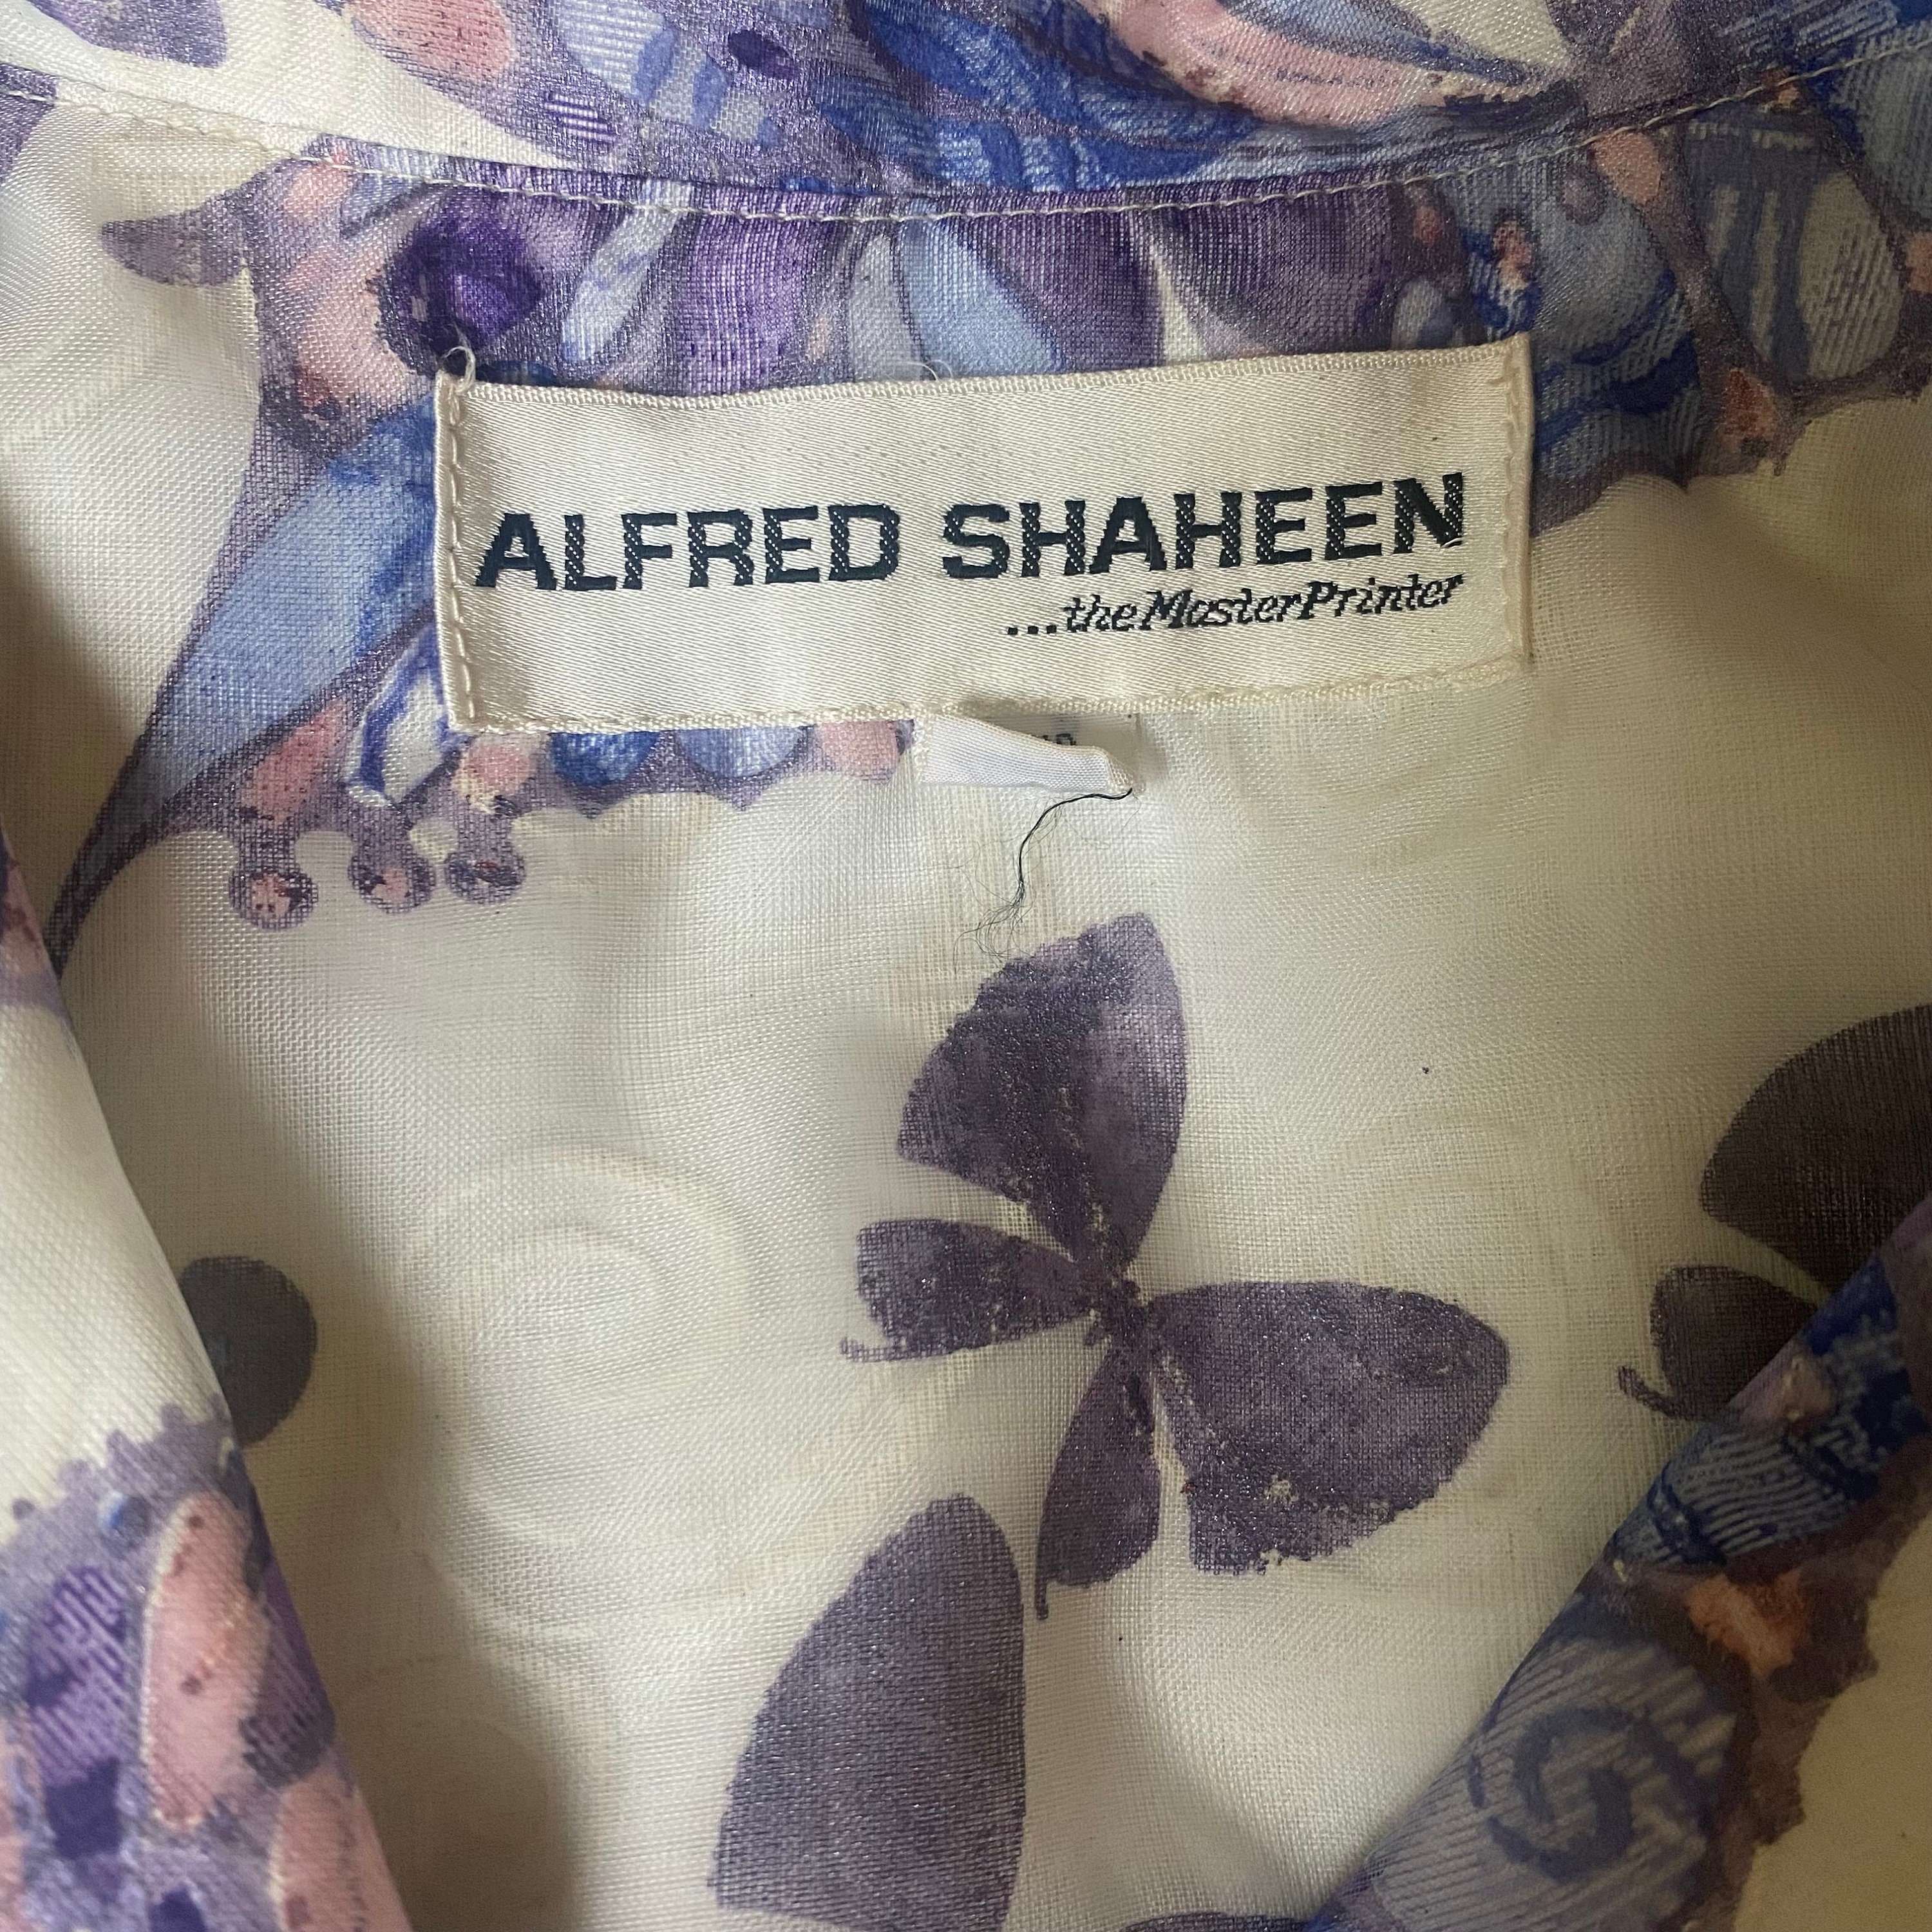 ALFRED SHAHEEN
...the Master Printer